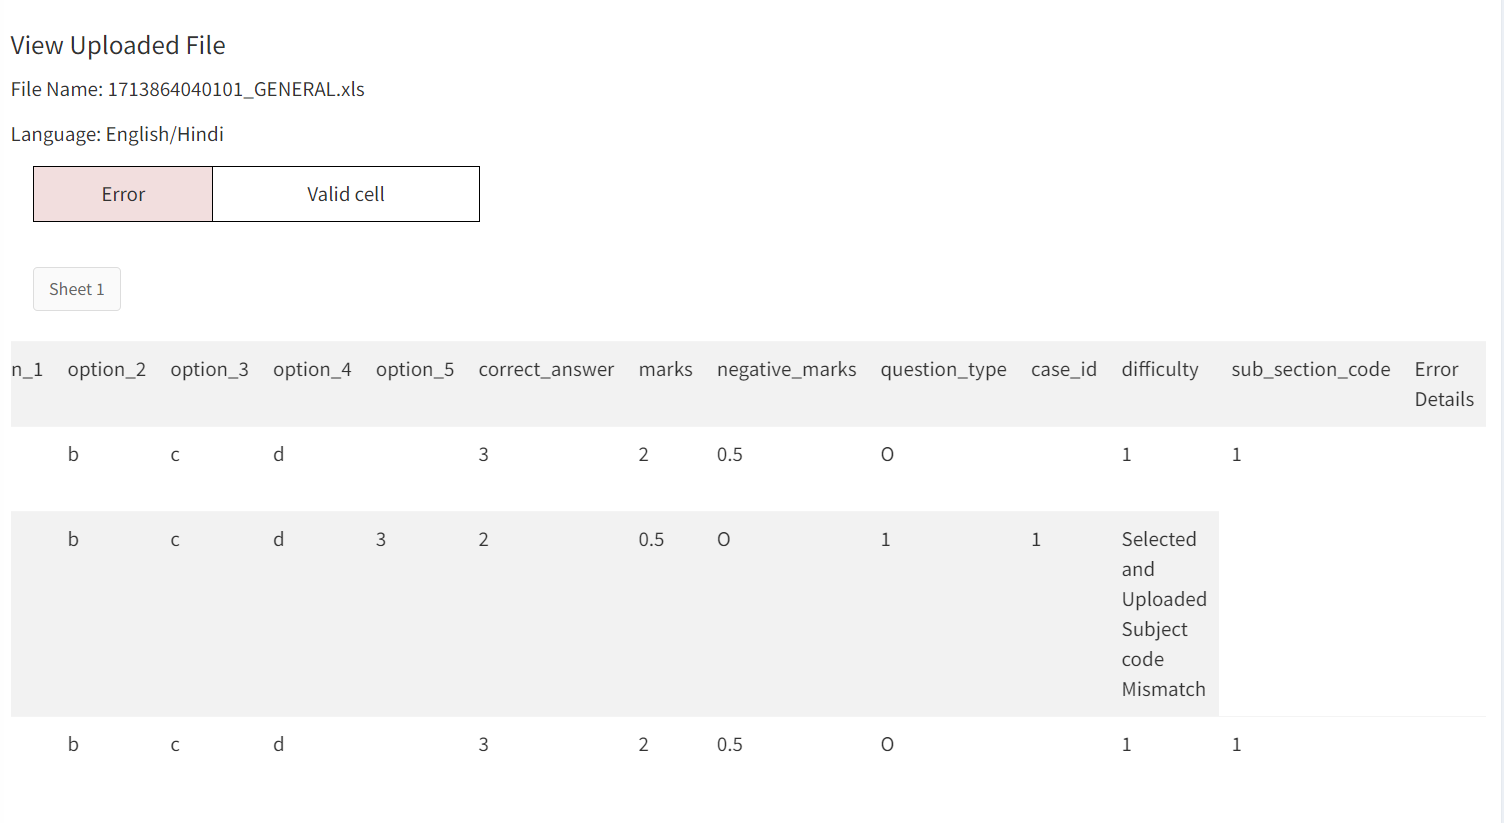 View Uploaded File
File Name: 1713864040101_GENERAL.xls
Language: English/Hindi
Error Valid cell
Sheet 1
n_1 option_2 option_3 option_4 option_5 correct_answer marks negative_marks question_type case_id difficulty sub_section_code Error
Details
b c d 3 2 0.5 O 1 1
b c d 3 2 0.5 O 1 1 Selected
and
Uploaded
Subject
code
Mismatch
b c d 3 2 0.5 O 1 1